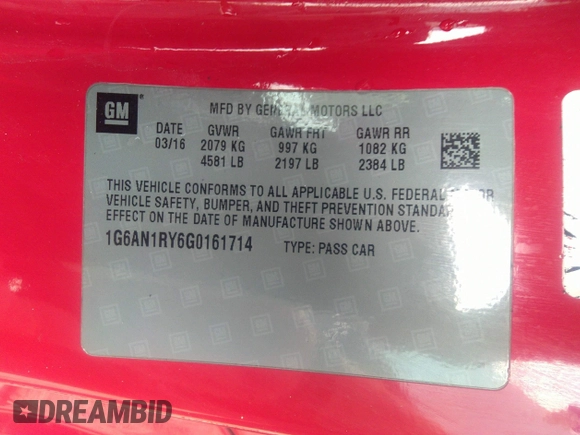 GM
MFD BY GENERAL MOTORS LLC
DATE GVWR GAWR FRT GAWR RR
03/16 2079 KG 997 KG 1082 KG
4581 LB 2197 LB 2384 LB
THIS VEHICLE CONFORMS TO ALL APPLICABLE U.S. FEDERAL
VEHICLE SAFETY, BUMPER, AND THEFT PREVENTION STANDAR
EFFECT ON THE DATE OF MANUFACTURE SHOWN ABOVE.
1G6AN1RY6G0161714 TYPE: PASS CAR
DREAMBID